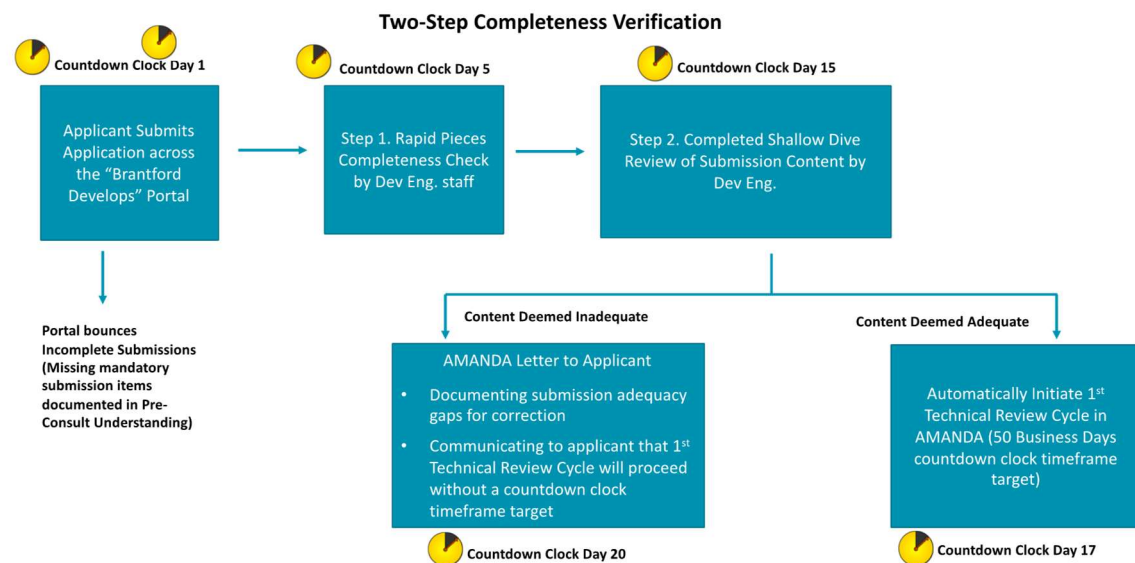 Two-Step Completeness Verification
Countdown Clock Day 1
Countdown Clock Day 5
Countdown Clock Day 15
Applicant Submits
Application across
the “Brantford
Develops” Portal
Step 1. Rapid Pieces
Completeness Check
by Dev Eng. staff
Step 2. Completed Shallow Dive
Review of Submission Content by
Dev Eng.
Portal bounces
Incomplete Submissions
(Missing mandatory
submission items
documented in Pre-
Consult Understanding)
Content Deemed Inadequate
Content Deemed Adequate
AMANDA Letter to Applicant
• Documenting submission adequacy
gaps for correction
• Communicating to applicant that 1st
Technical Review Cycle will proceed
without a countdown clock
timeframe target
Automatically Initiate 1st
Technical Review Cycle in
AMANDA (50 Business Days
countdown clock timeframe
target)
Countdown Clock Day 20
Countdown Clock Day 17